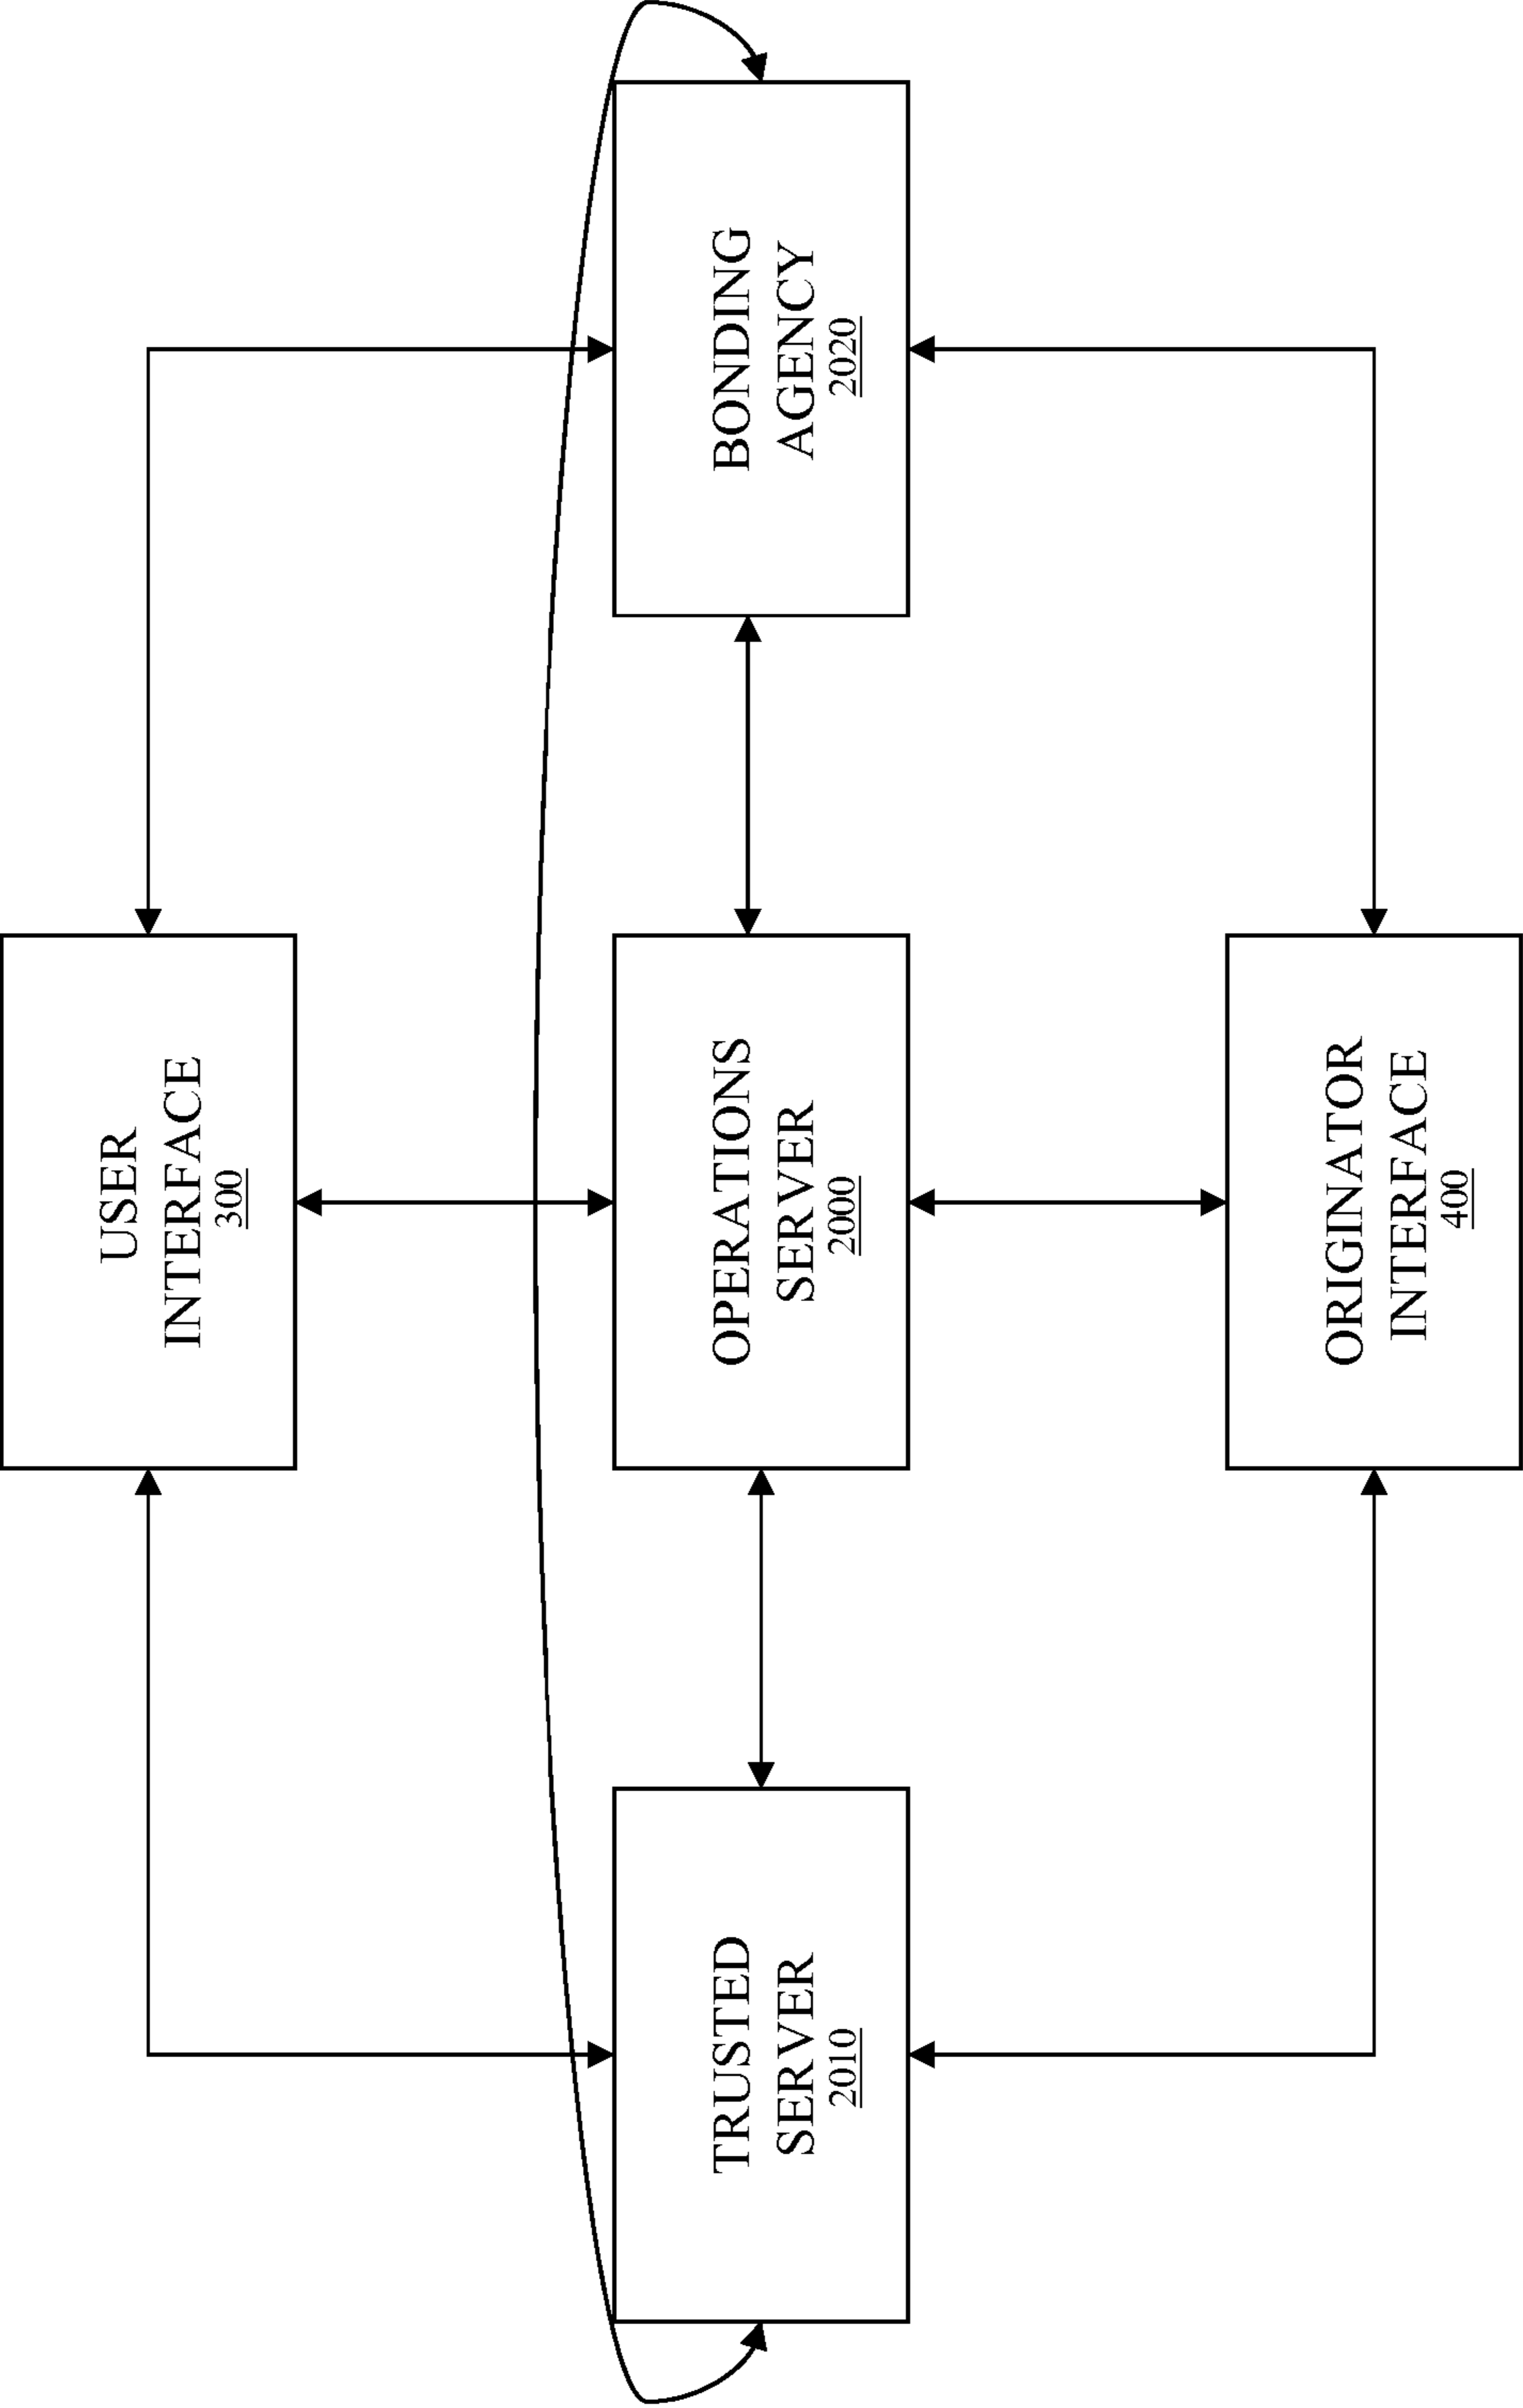 USER
INTERFACE
300
TRUSTED
SERVER
2010
OPERATIONS
SERVER
2000
BONDING
AGENCY
2020
ORIGINATOR
INTERFACE
400